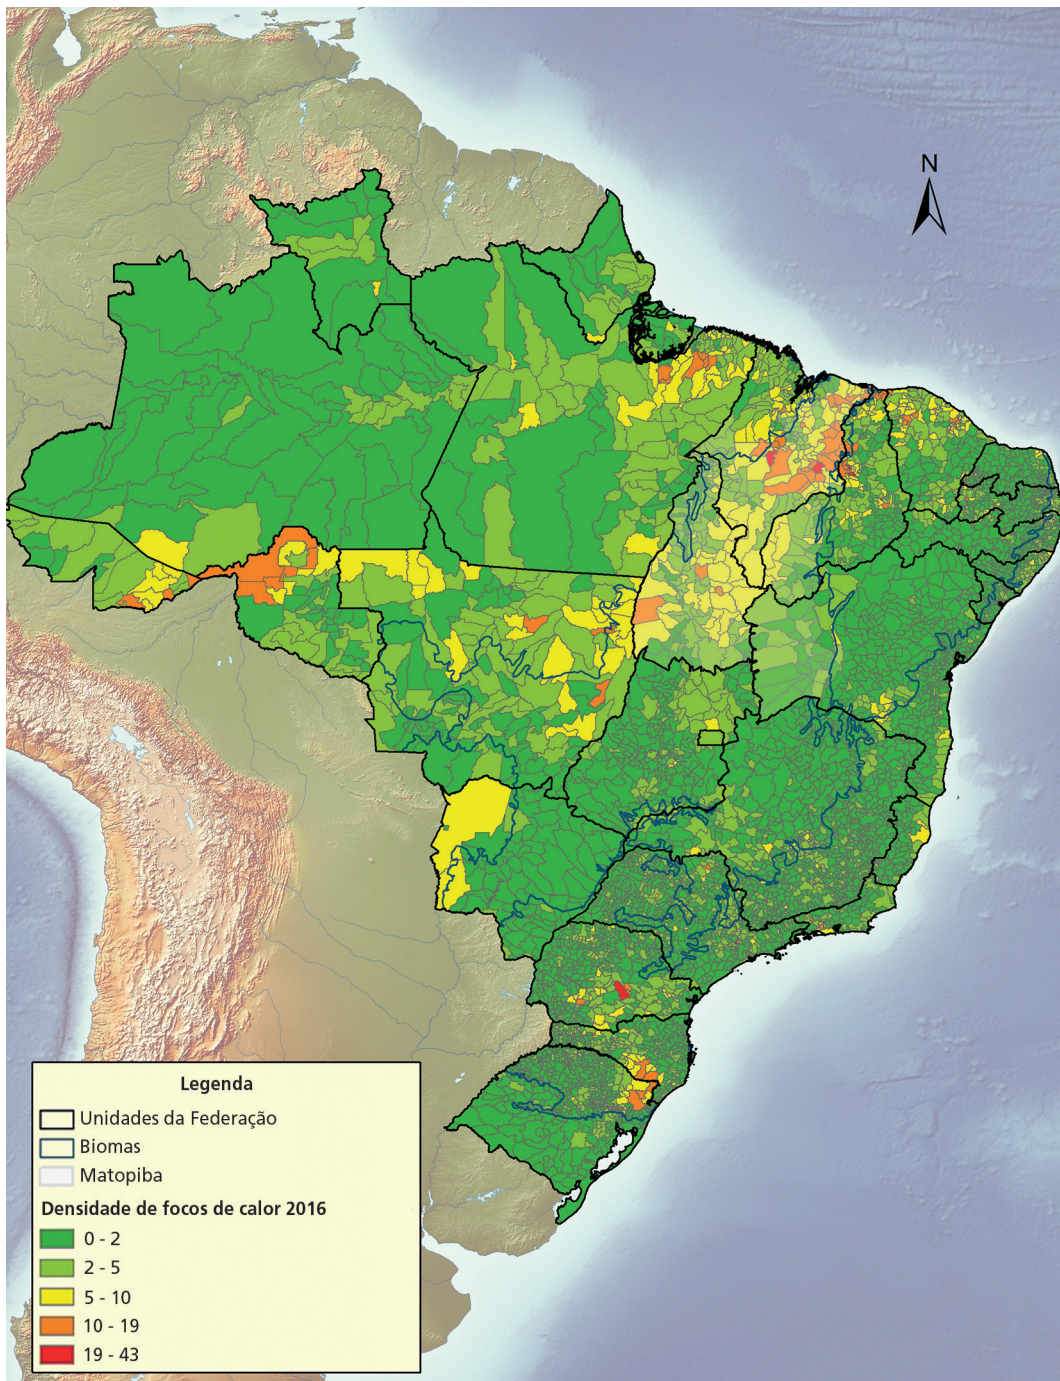 N
Legenda
Unidades da Federação
Biomas
Matopiba
Densidade de focos de calor 2016
0 - 2
2 - 5
5 - 10
10 - 19
19 - 43